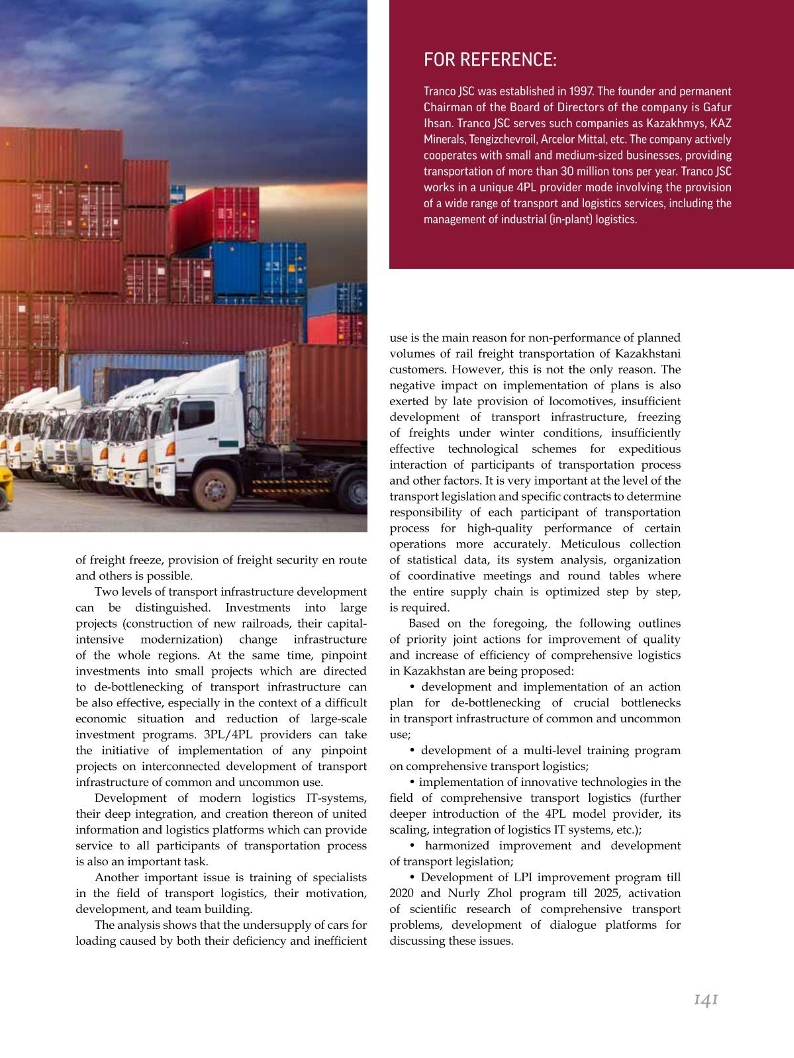 FOR REFERENCE:
Tranco JSC was established in 1997. The founder and permanent
Chairman of the Board of Directors of the company is Gafur
Ihsan. Tranco JSC serves such companies as Kazakhmys, KAZ
Minerals, Tengizchevroil, Arcelor Mittal, etc. The company actively
cooperates with small and medium-sized businesses, providing
transportation of more than 30 million tons per year. Tranco JSC
works in a unique 4PL provider mode involving the provision
of a wide range of transport and logistics services, including the
management of industrial (in-plant) logistics.
of freight freeze, provision of freight security en route
and others is possible.
Two levels of transport infrastructure development
can be distinguished. Investments into large
projects (construction of new railroads, their capital-
intensive modernization) change infrastructure
of the whole regions. At the same time, pinpoint
investments into small projects which are directed
to de-bottlenecking of transport infrastructure can
be also effective, especially in the context of a difficult
economic situation and reduction of large-scale
investment programs. 3PL/4PL providers can take
the initiative of implementation of any pinpoint
projects on interconnected development of transport
infrastructure of common and uncommon use.
Development of modern logistics IT-systems,
their deep integration, and creation thereon of united
information and logistics platforms which can provide
service to all participants of transportation process
is also an important task.
Another important issue is training of specialists
in the field of transport logistics, their motivation,
development, and team building.
The analysis shows that the undersupply of cars for
loading caused by both their deficiency and inefficient
use is the main reason for non-performance of planned
volumes of rail freight transportation of Kazakhstani
customers. However, this is not the only reason. The
negative impact on implementation of plans is also
exerted by late provision of locomotives, insufficient
development of transport infrastructure, freezing
of freights under winter conditions, insufficiently
effective technological schemes for expeditious
interaction of participants of transportation process
and other factors. It is very important at the level of the
transport legislation and specific contracts to determine
responsibility of each participant of transportation
process for high-quality performance of certain
operations more accurately. Meticulous collection
of statistical data, its system analysis, organization
of coordinative meetings and round tables where
the entire supply chain is optimized step by step,
is required.
Based on the foregoing, the following outlines
of priority joint actions for improvement of quality
and increase of efficiency of comprehensive logistics
in Kazakhstan are being proposed:
• development and implementation of an action
plan for de-bottlenecking of crucial bottlenecks
in transport infrastructure of common and uncommon
use;
• development of a multi-level training program
on comprehensive transport logistics;
• implementation of innovative technologies in the
field of comprehensive transport logistics (further
deeper introduction of the 4PL model provider, its
scaling, integration of logistics IT systems, etc.);
• harmonized improvement and development
of transport legislation;
• Development of LPI improvement program till
2020 and Nurly Zhol program till 2025, activation
of scientific research of comprehensive transport
problems, development of dialogue platforms for
discussing these issues.
141